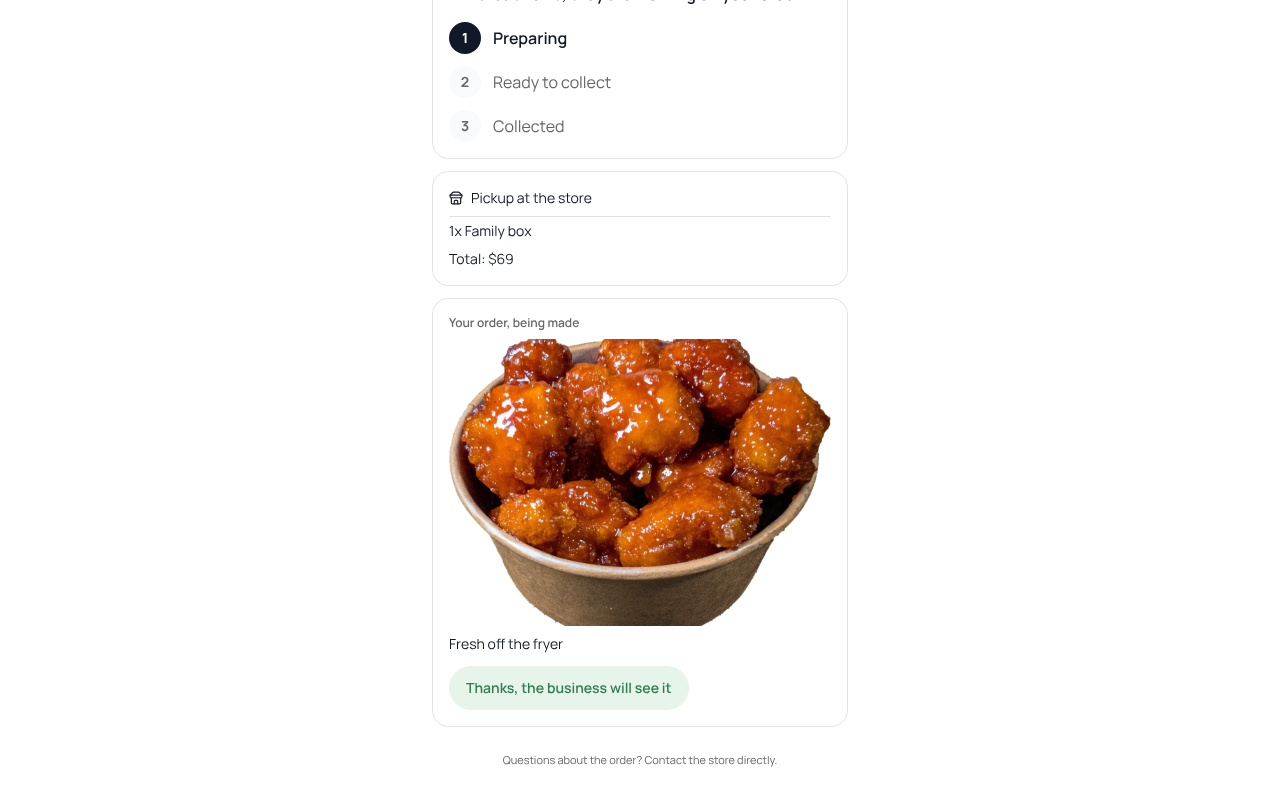 1 Preparing
2 Ready to collect
3 Collected
Pickup at the store
1x Family box
Total: $69
Your order, being made
Fresh off the fryer
Thanks, the business will see it
Questions about the order? Contact the store directly.